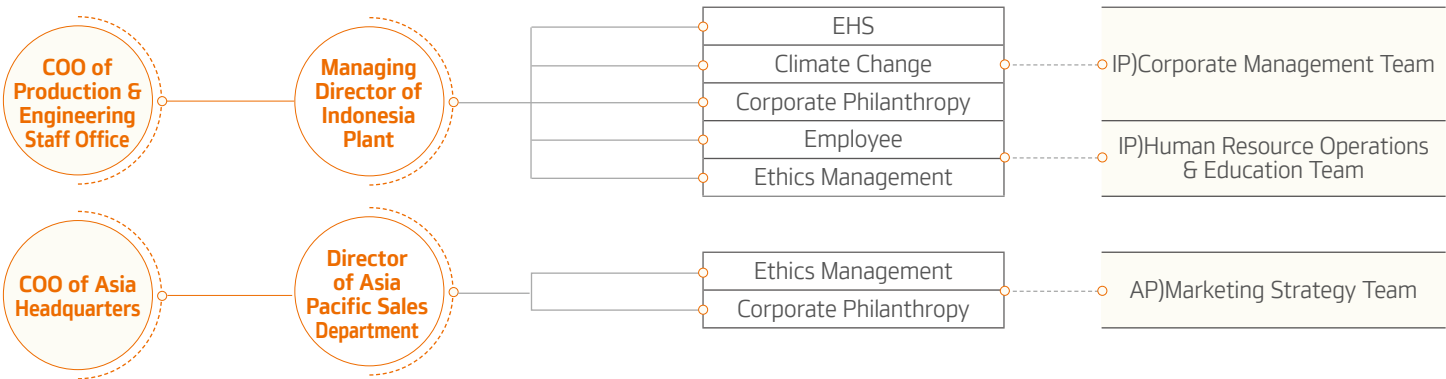 COO of
Production &
Engineering
Staff Office
Managing
Director of
Indonesia
Plant
EHS
Climate Change
Corporate Philanthropy
Employee
Ethics Management
IP)Corporate Management Team
IP)Human Resource Operations
& Education Team
COO of Asia
Headquarters
Director
of Asia
Pacific Sales
Department
Ethics Management
Corporate Philanthropy
AP)Marketing Strategy Team